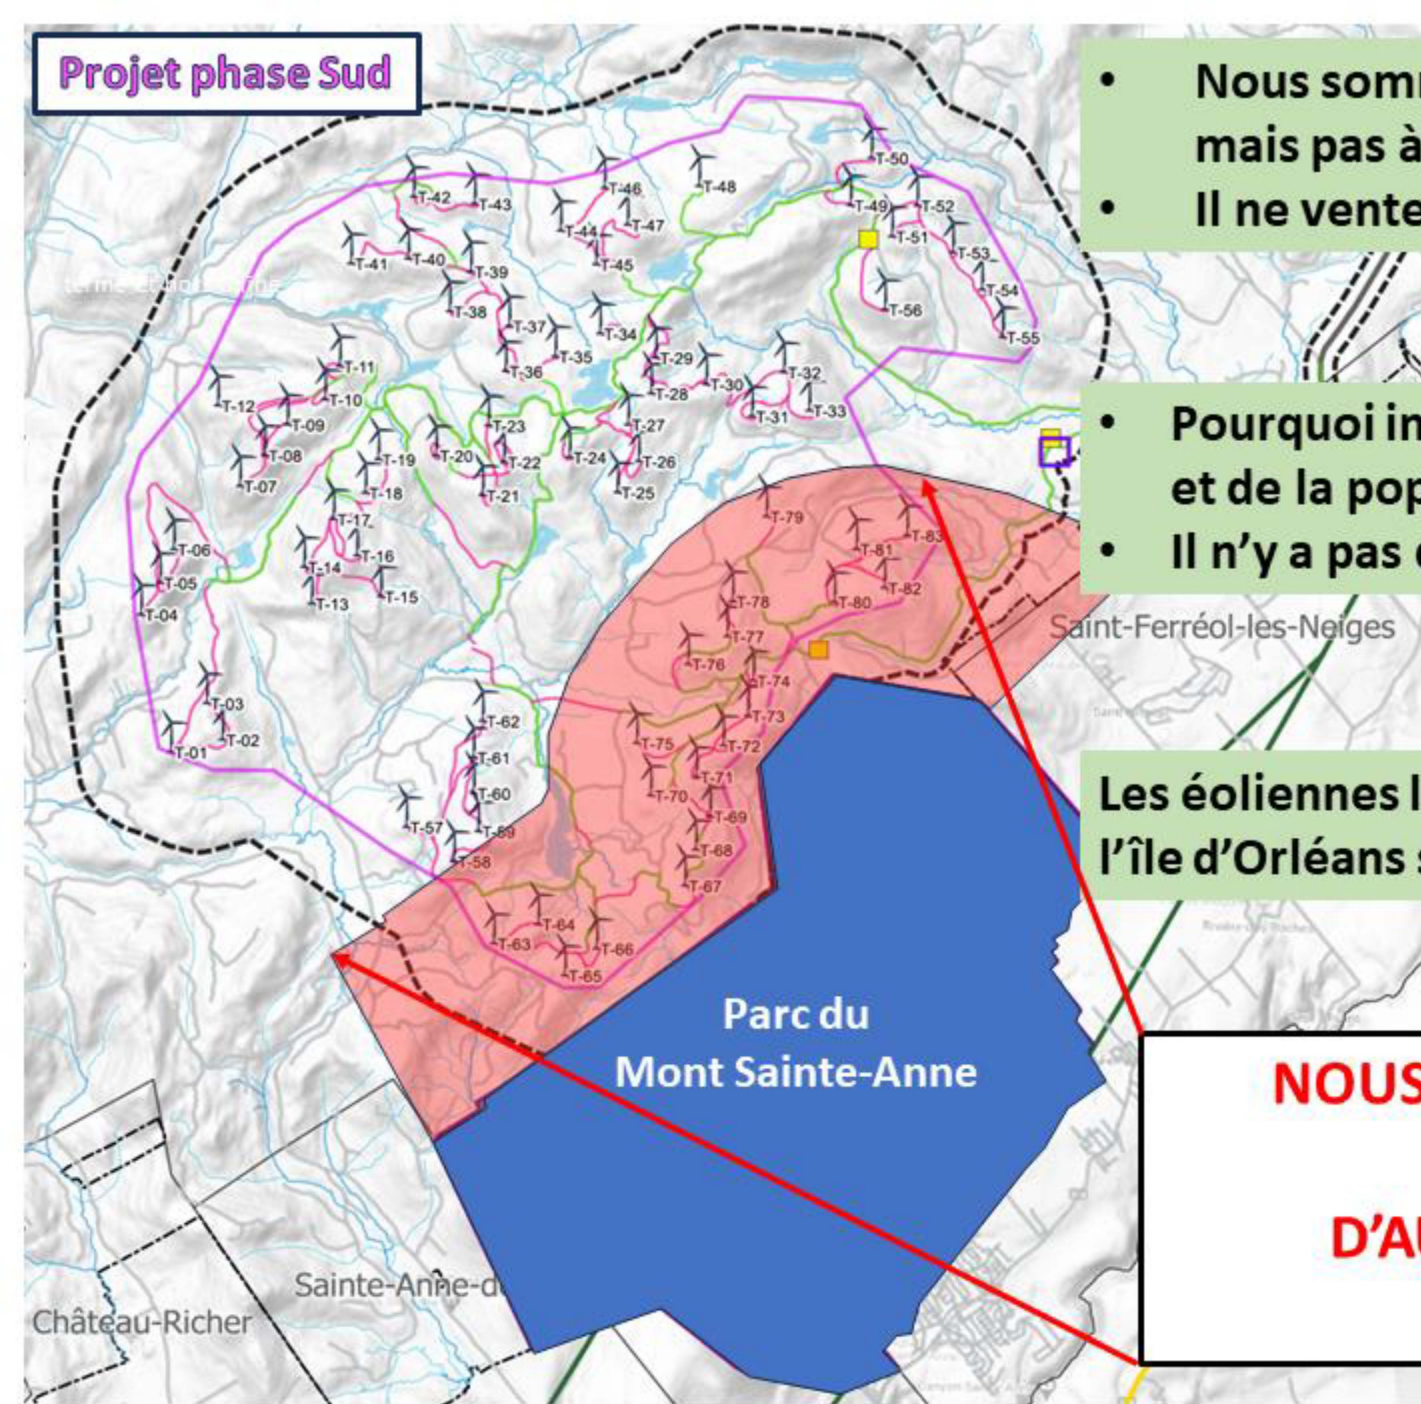 Projet phase Sud
Nous som
mais pas à
Il ne vente
Pourquoi in
et de la pop
Il n'y a pas
Les éoliennes l
l'île d'Orléans s
NOUS
D'AU
Parc du
Mont Sainte-Anne
Saint-Ferréol-les-Neiges
Sainte-Anne-d
Château-Richer
T-50
T-48
T-46
T-42
T-43
T-49
T-52
T-47
T-44
T-51
T-41
T-40
T-45
T-39
T-53
T-54
T-38
T-56
T-37
T-34
T-55
T-35
T-29
T-11
T-36
T-32
T-30
T-28
T-12
T-10
T-31
T-33
T-09
T-23
T-27
T-08
T-19
T-20
T-22
T-24
T-26
T-07
T-18
T-21
T-25
T-17
T-79
T-83
T-06
T-16
T-81
T-14
T-05
T-82
T-13
T-15
T-78
T-80
T-04
T-77
T-76
T-74
T-03
T-62
T-73
T-01
T-02
T-75
T-72
T-61
T-71
T-60
T-70
T-57
T-59
T-69
T-58
T-68
T-67
T-64
T-63
T-66
T-65